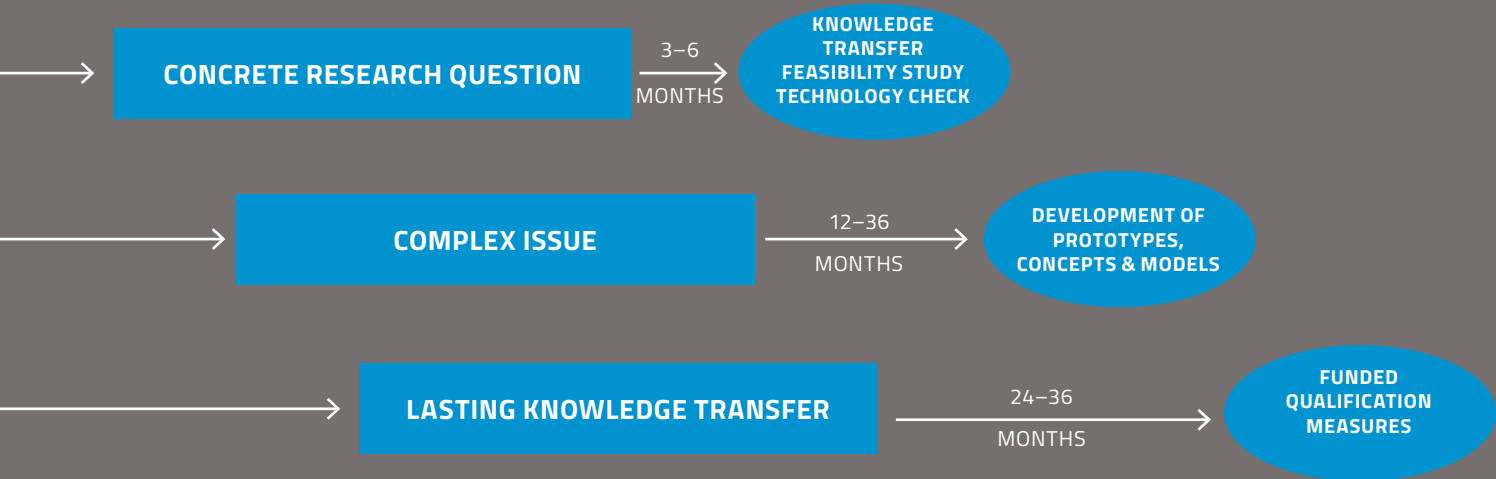 CONCRETE RESEARCH QUESTION
3–6
MONTHS
KNOWLEDGE
TRANSFER
FEASIBILITY STUDY
TECHNOLOGY CHECK
COMPLEX ISSUE
12–36
MONTHS
DEVELOPMENT OF
PROTOTYPES,
CONCEPTS & MODELS
LASTING KNOWLEDGE TRANSFER
24–36
MONTHS
FUNDED
QUALIFICATION
MEASURES